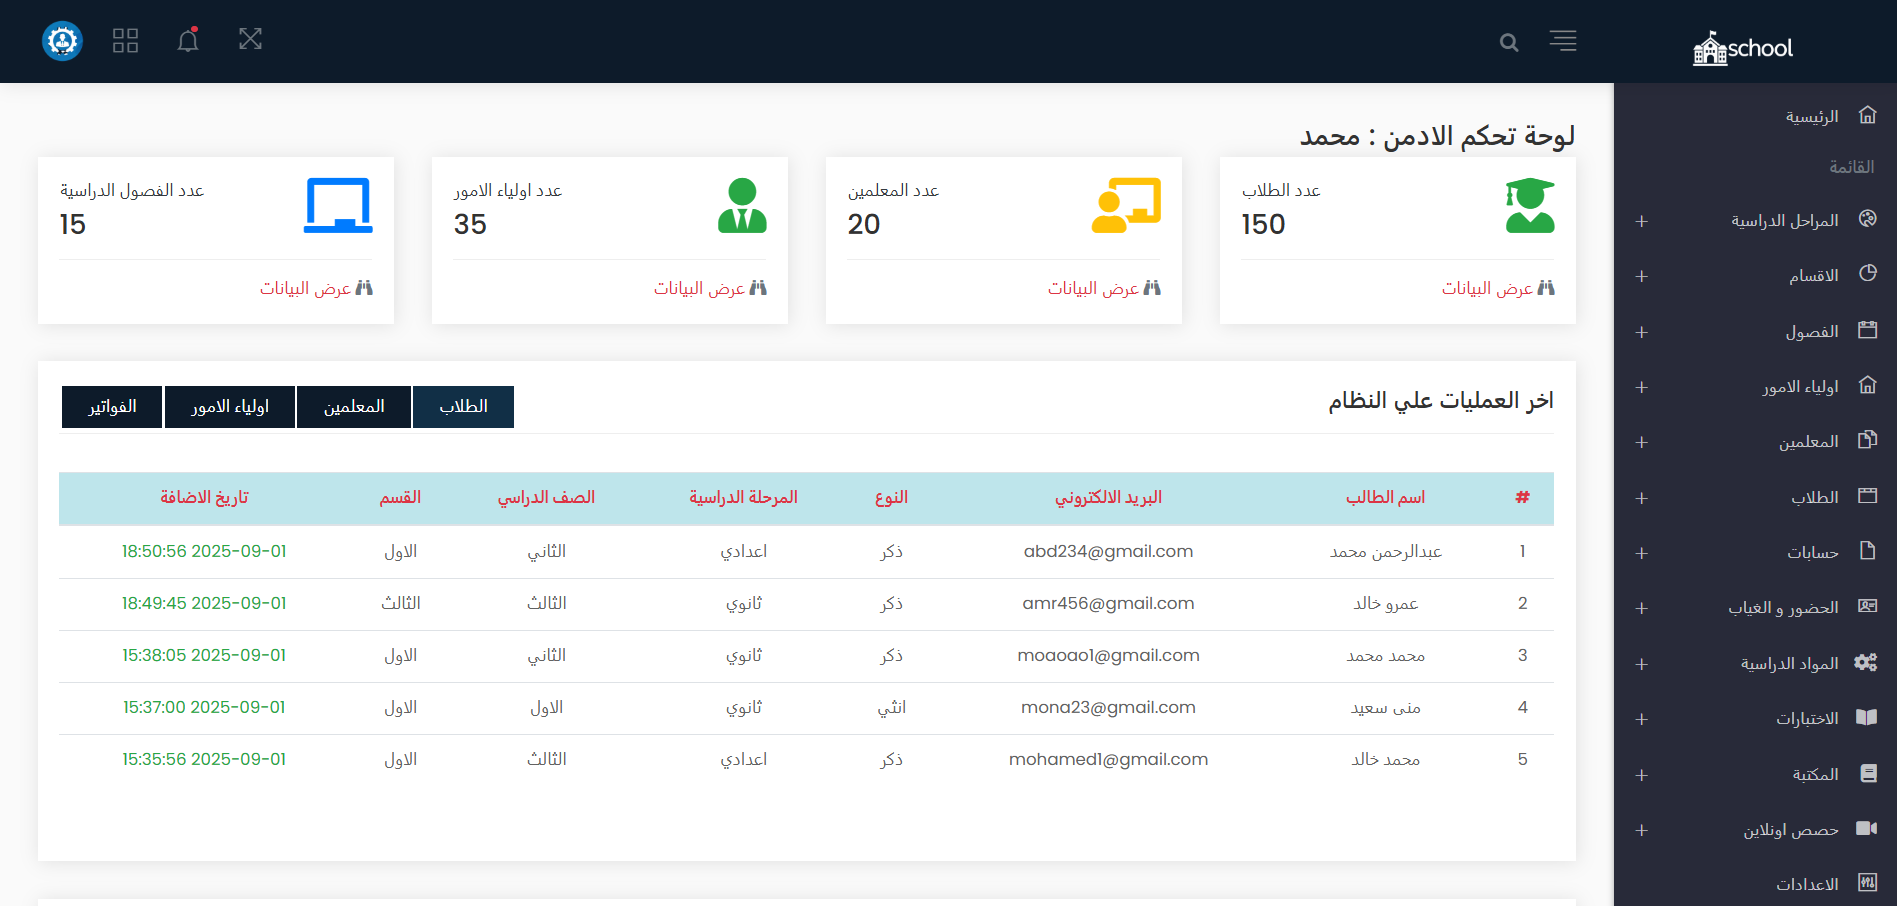 school
الرئيسية
القائمة
المراحل الدراسية +
الاقسام +
الفصول +
اولياء الامور +
المعلمين +
الطلاب +
حسابات +
الحضور و الغياب +
المواد الدراسية +
الاختبارات +
المكتبة +
حصص اونلاين +
الاعدادات
لوحة تحكم الادمن : محمد
عدد الطلاب
150
عرض البيانات
عدد المعلمين
20
عرض البيانات
عدد اولياء الامور
35
عرض البيانات
عدد الفصول الدراسية
15
عرض البيانات
اخر العمليات علي النظام
الطلاب المعلمين اولياء الامور الفواتير
# اسم الطالب البريد الالكتروني النوع المرحلة الدراسية الصف الدراسي القسم تاريخ الاضافة
1 عبدالرحمن محمد abd234@gmail.com ذكر اعدادي الثاني الاول 18:50:56 2025-09-01
2 عمرو خالد amr456@gmail.com ذكر ثانوي الثالث الثالث 18:49:45 2025-09-01
3 محمد محمد moaoao1@gmail.com ذكر ثانوي الثاني الاول 15:38:05 2025-09-01
4 منى سعيد mona23@gmail.com انثي ثانوي الاول الاول 15:37:00 2025-09-01
5 محمد خالد mohamed1@gmail.com ذكر اعدادي الثالث الاول 15:35:56 2025-09-01